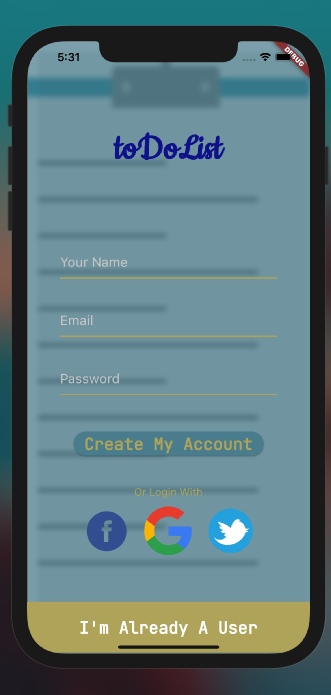 5:31
DEBUG
toDoList
Your Name
Email
Password
Create My Account
Or Login With
I'm Already A User